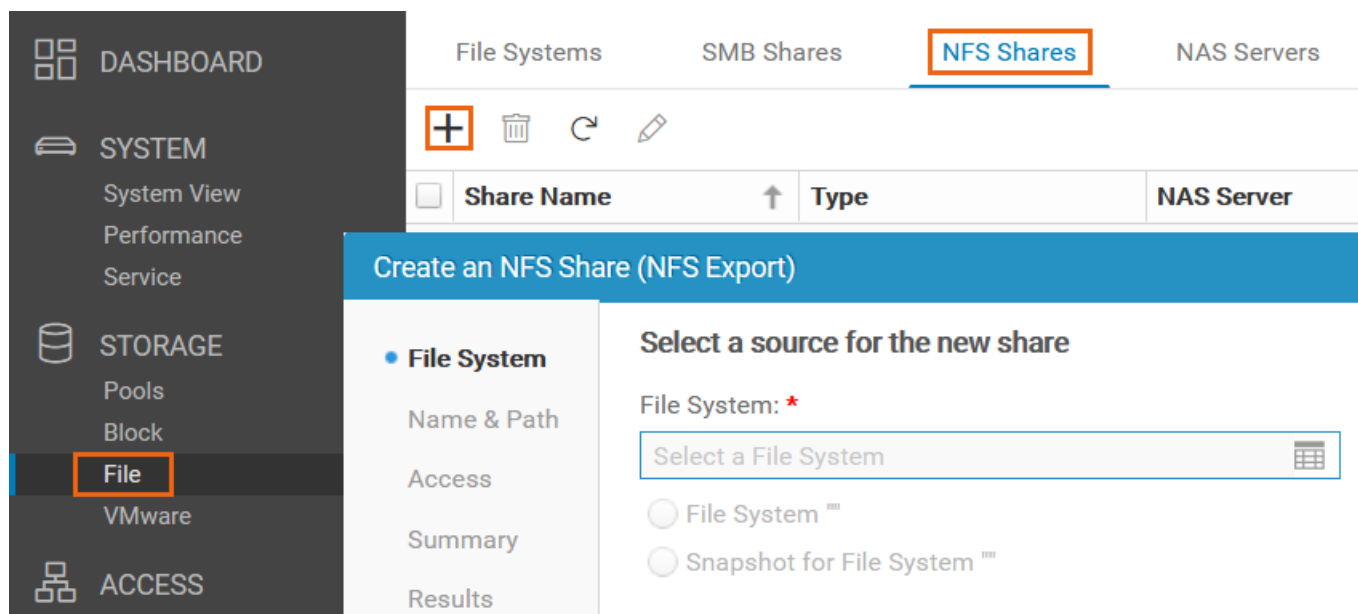 DASHBOARD
SYSTEM
System View
Performance
Service
STORAGE
Pools
Block
File
VMware
ACCESS
File Systems SMB Shares NFS Shares NAS Servers
Share Name Type NAS Server
Create an NFS Share (NFS Export)
File System
Name & Path
Access
Summary
Results
Select a source for the new share
File System: *
Select a File System
File System ""
Snapshot for File System ""